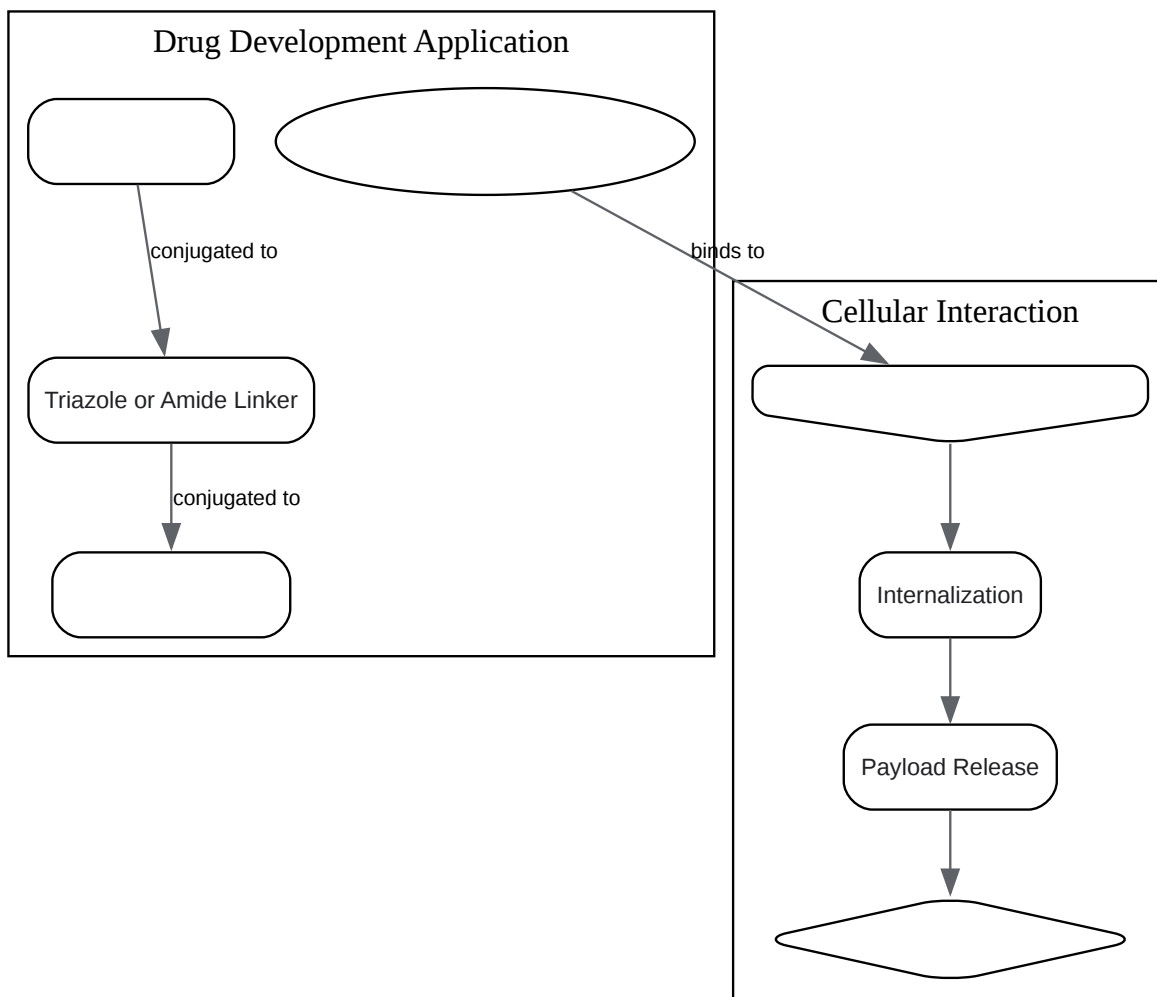 Drug Development Application
conjugated to
binds to
Cellular Interaction
Triazole or Amide Linker
conjugated to
Internalization
Payload Release